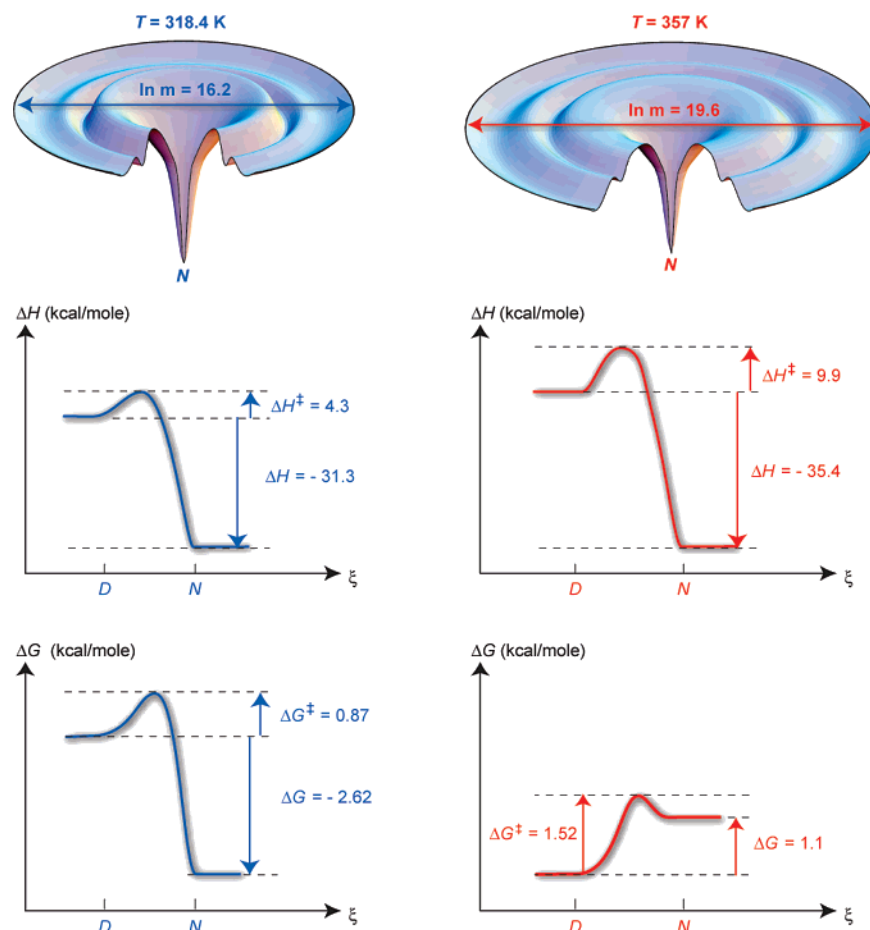 T = 318.4 K
ln m = 16.2
N
T = 357 K
ln m = 19.6
N
ΔH (kcal/mole)
ΔH‡ = 4.3
ΔH = - 31.3
D N ξ
ΔH (kcal/mole)
ΔH‡ = 9.9
ΔH = - 35.4
D N ξ
ΔG (kcal/mole)
ΔG‡ = 0.87
ΔG = - 2.62
D N ξ
ΔG (kcal/mole)
ΔG‡ = 1.52
ΔG = 1.1
D N ξ